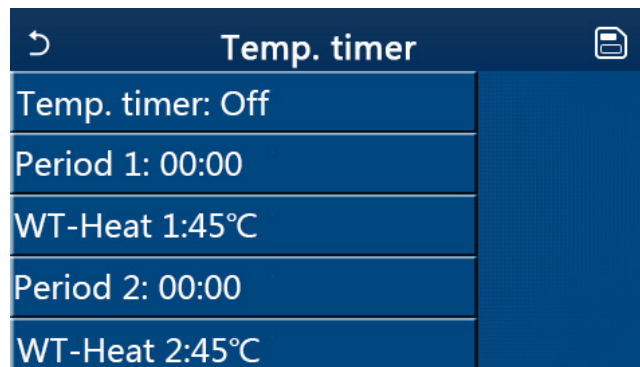 Temp. timer
Temp. timer: Off
Period 1: 00:00
WT-Heat 1:45℃
Period 2: 00:00
WT-Heat 2:45℃